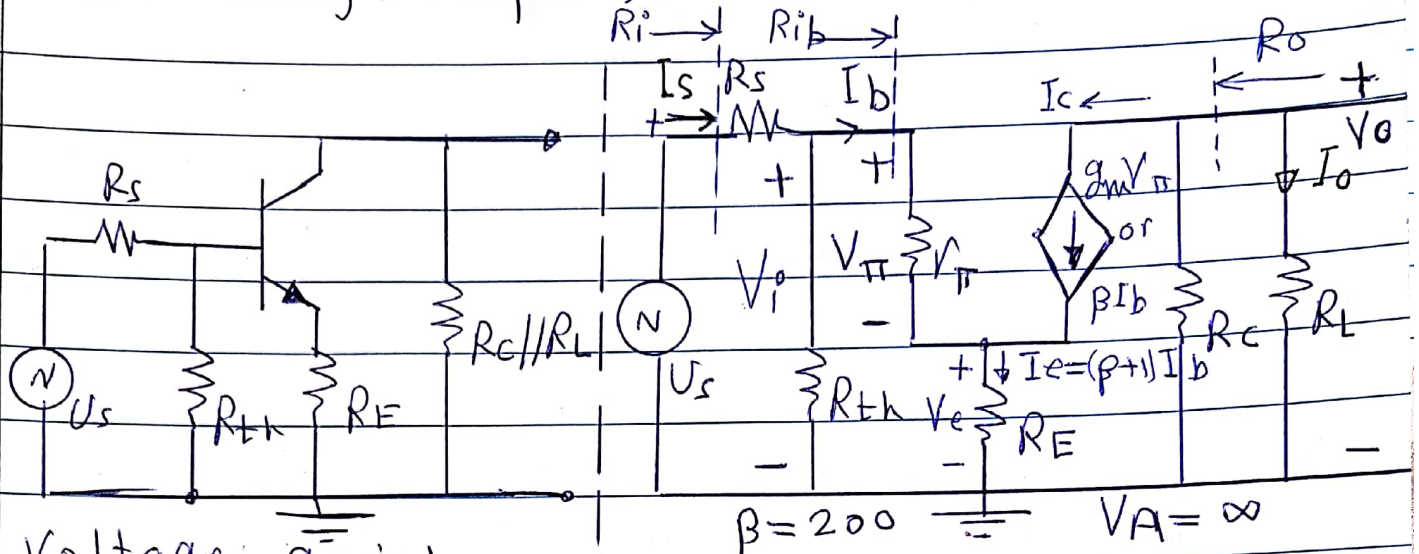 Ri
Rib
Ro
Is
Rs
Ib
Ic
+
+
+
+
Vo
Io
Rs
gmVπ
or
βIb
Vi
Vπ
rπ
−
Rc//RL
N
Us
Rc
RL
+
Ie=(β+1)Ib
N
Us
Rth
RE
Rth
Ve
RE
−
−
−
β=200
VA=∞
Voltage gain